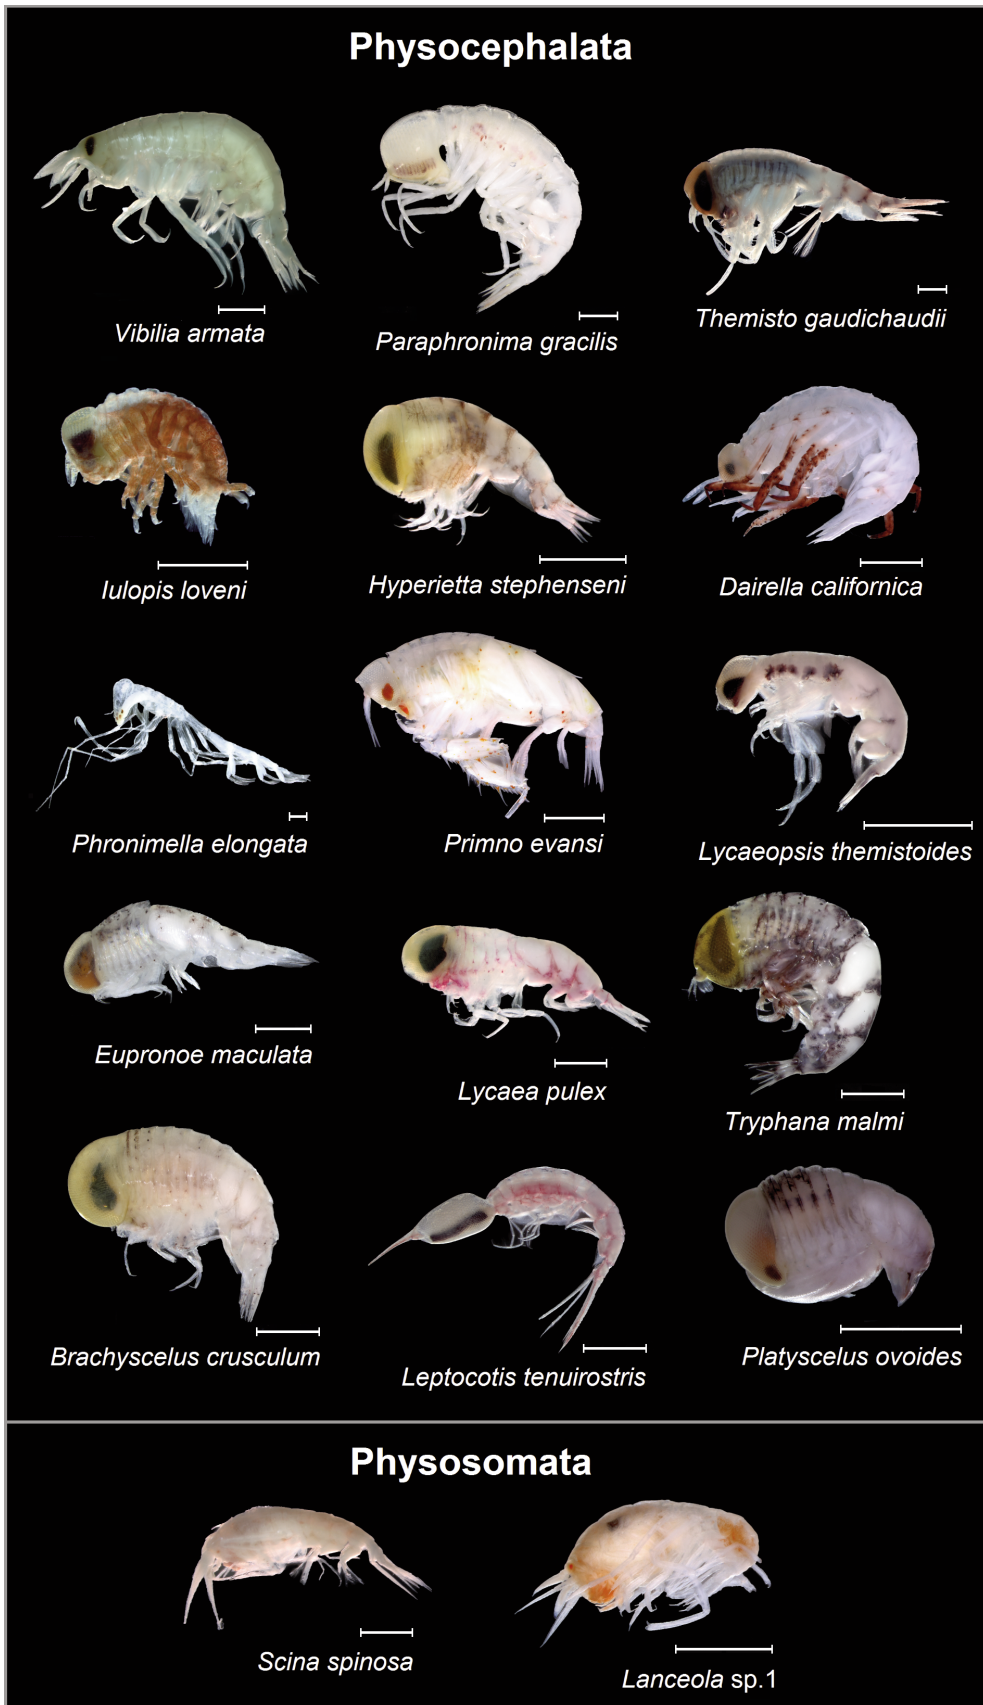 Physocephalata
Vibilia armata
Paraphronima gracilis
Themisto gaudichaudii
Iulopis loveni
Hyperietta stephenseni
Dairella californica
Phronimella elongata
Primno evansi
Lycaeopsis themistoides
Eupronoe maculata
Lycaea pulex
Tryphana malmi
Brachyscelus crusculum
Leptocotis tenuirostris
Platyscelus ovoides
Physosomata
Scina spinosa
Lanceola sp.1